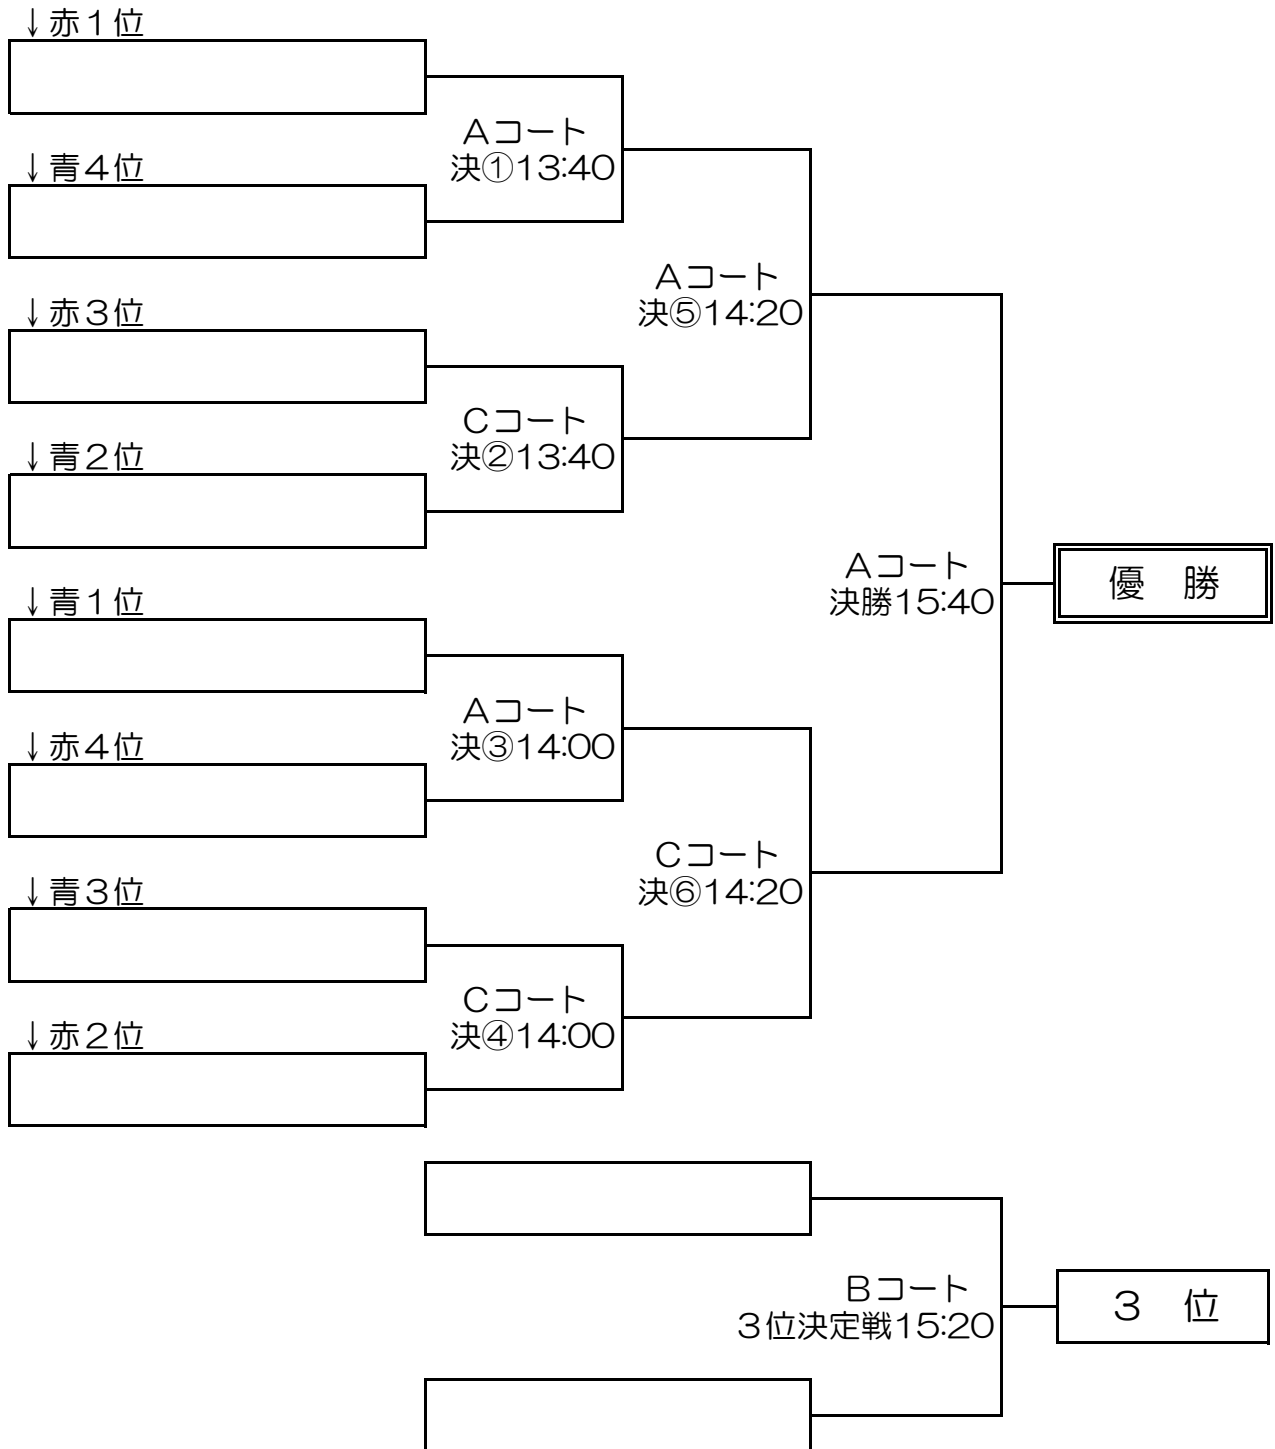 ↓赤１位
Ａコート
決①13:40
↓青４位
Ａコート
決⑤14:20
↓赤３位
Ｃコート
決②13:40
↓青２位
Ａコート
決勝15:40
優　勝
↓青１位
Ａコート
決③14:00
↓赤４位
Ｃコート
決⑥14:20
↓青３位
Ｃコート
決④14:00
↓赤２位
Ｂコート
３位決定戦15:20
３　位